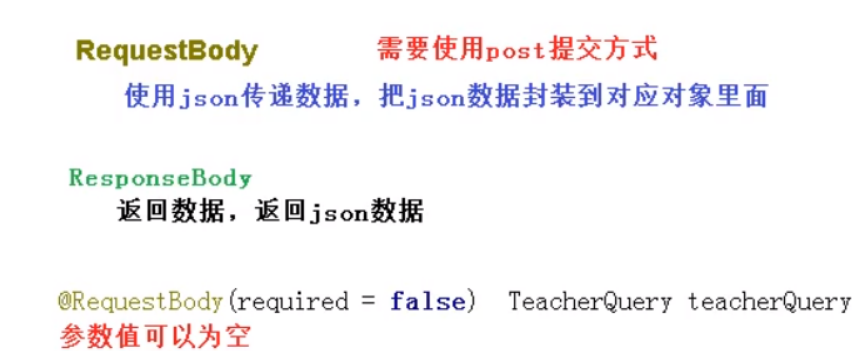 RequestBody 需要使用post提交方式
使用json传递数据，把json数据封装到对应对象里面
ResponseBody
返回数据，返回json数据
@RequestBody(required = false) TeacherQuery teacherQuery
参数值可以为空